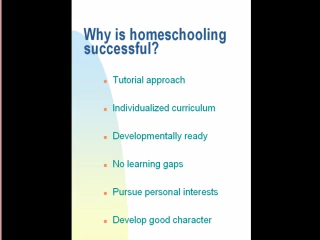 Why is homeschooling
successful?
Tutorial approach
Individualized curriculum
Developmentally ready
No learning gaps
Pursue personal interests
Develop good character